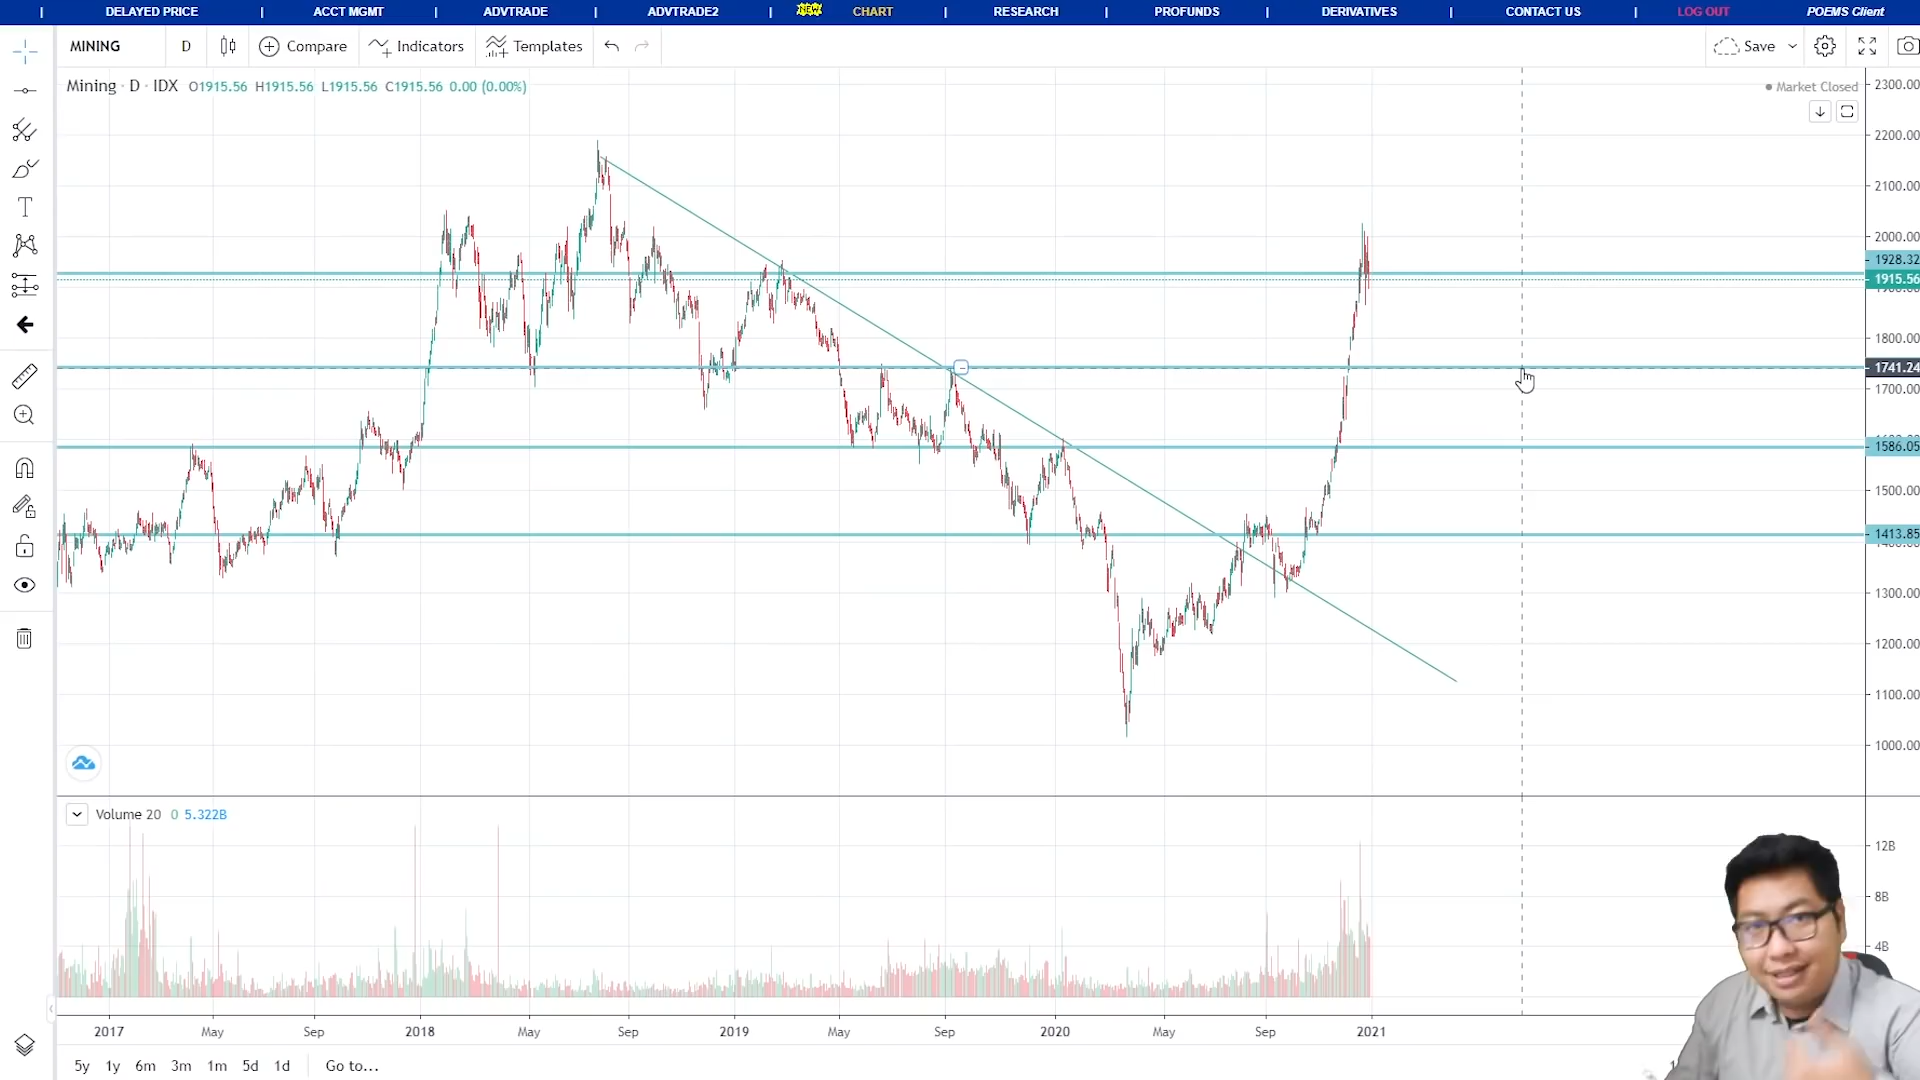 DELAYED PRICE | ACCT MGMT | ADVTRADE | ADVTRADE2 | NEW CHART | RESEARCH | PROFUNDS | DERIVATIVES | CONTACT US | LOG OUT POEMS Client
MINING D Compare Indicators Templates Save
Mining · D · IDX O1915.56 H1915.56 L1915.56 C1915.56 0.00 (0.00%)
Market Closed
2300.00
2200.00
2100.00
2000.00
1928.32
1915.56
1800.00
1741.24
1700.00
1586.05
1500.00
1413.85
1300.00
1200.00
1100.00
1000.00
Volume 20 0 5.322B
12B
8B
4B
2017 May Sep 2018 May Sep 2019 May Sep 2020 May Sep 2021
5y 1y 6m 3m 1m 5d 1d Go to...